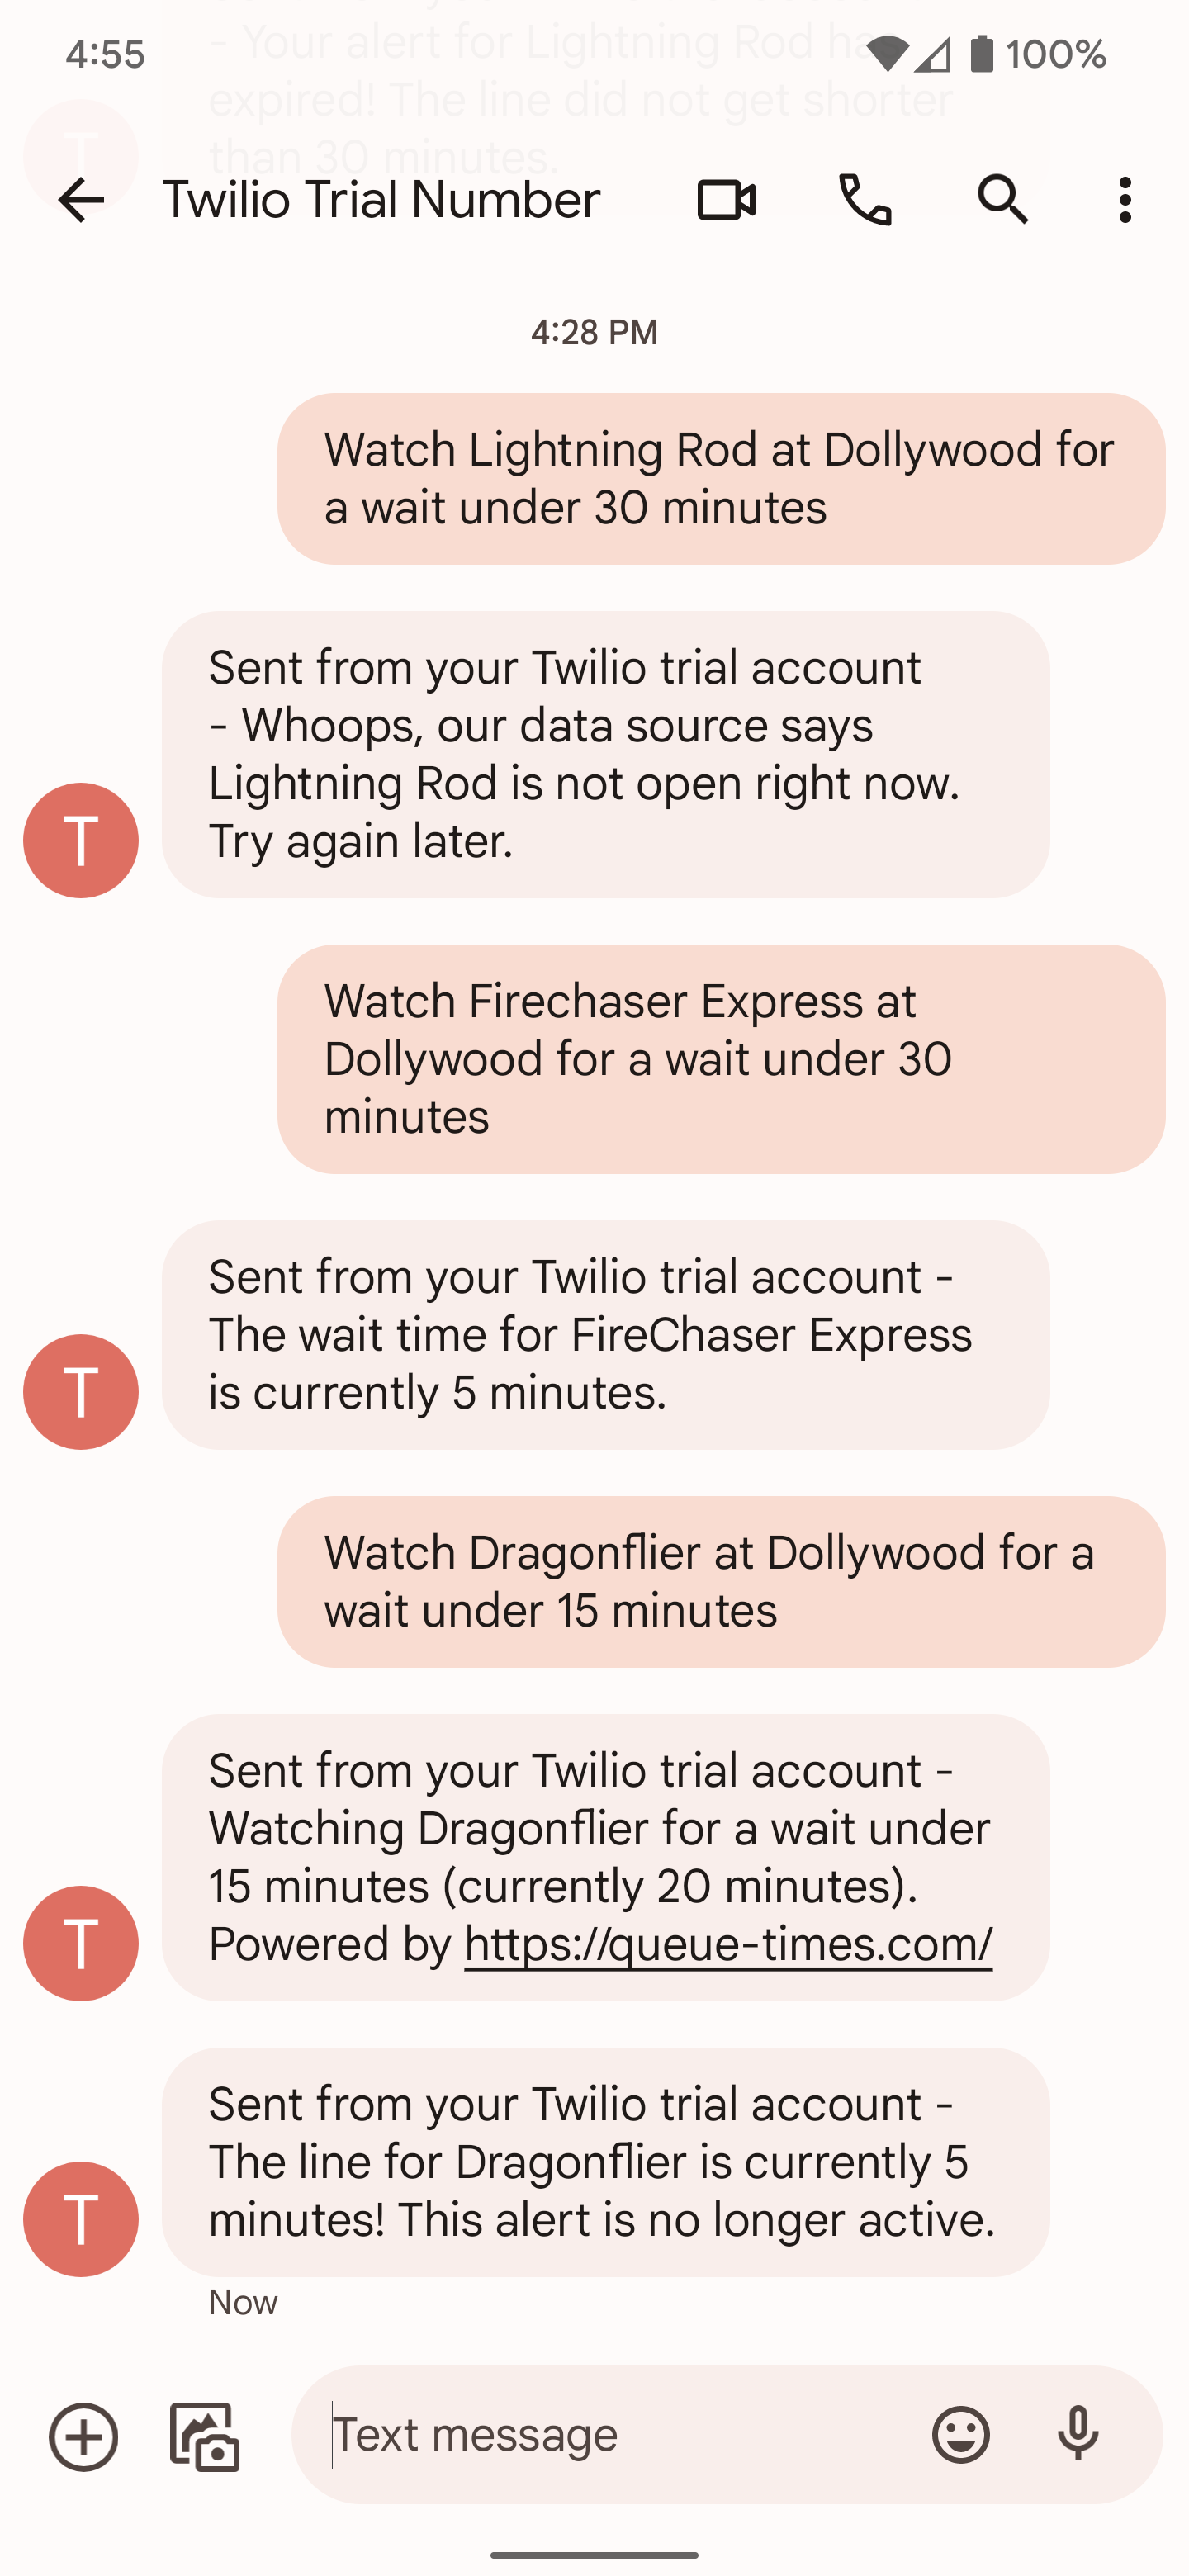 - Your alert for Lightning Rod has
4:55
100%
expired! The line did not get shorter
T
than 30 minutes.
Twilio Trial Number
4:28 PM
Watch Lightning Rod at Dollywood for
a wait under 30 minutes
Sent from your Twilio trial account
- Whoops, our data source says
Lightning Rod is not open right now.
Try again later.
T
Watch Firechaser Express at
Dollywood for a wait under 30
minutes
Sent from your Twilio trial account -
The wait time for FireChaser Express
is currently 5 minutes.
T
Watch Dragonflier at Dollywood for a
wait under 15 minutes
Sent from your Twilio trial account -
Watching Dragonflier for a wait under
15 minutes (currently 20 minutes).
Powered by https://queue-times.com/
T
Sent from your Twilio trial account -
The line for Dragonflier is currently 5
minutes! This alert is no longer active.
T
Now
Text message